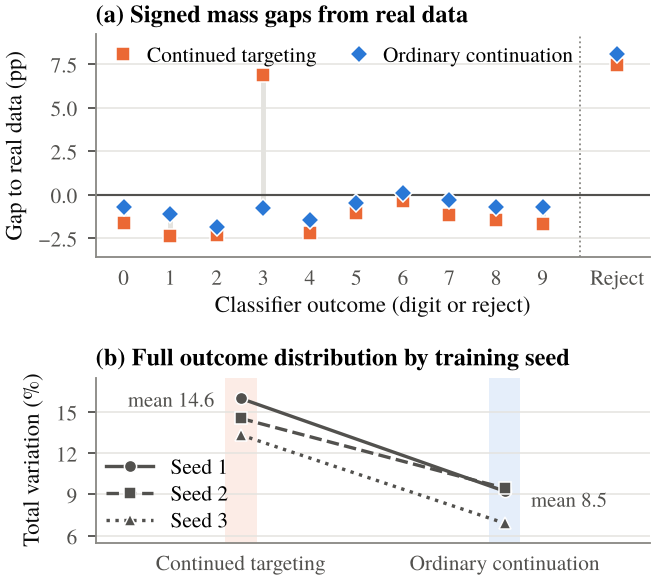 (a) Signed mass gaps from real data
Gap to real data (pp)
Continued targeting
Ordinary continuation
7.5
5.0
2.5
0.0
−2.5
0 1 2 3 4 5 6 7 8 9 Reject
Classifier outcome (digit or reject)
(b) Full outcome distribution by training seed
Total variation (%)
15
12
9
6
mean 14.6
mean 8.5
Seed 1
Seed 2
Seed 3
Continued targeting
Ordinary continuation